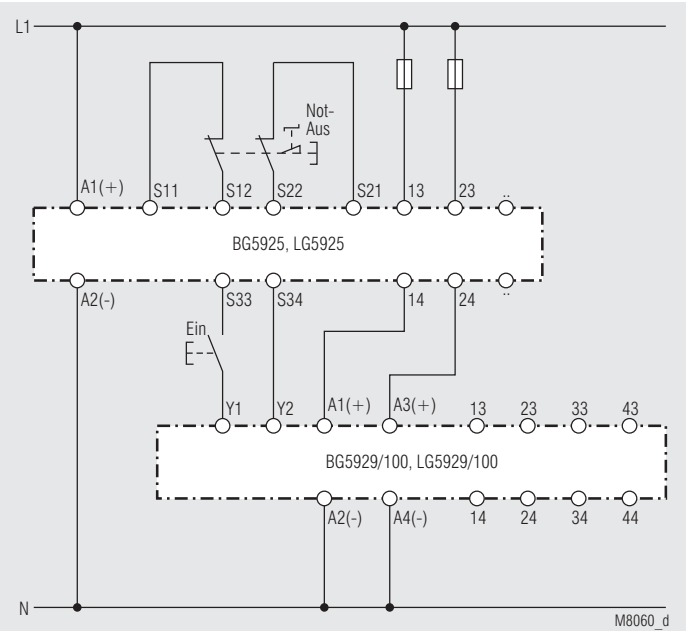 L1
Not-
Aus
A1(+) S11 S12 S22 S21 13 23 ..
BG5925, LG5925
A2(-) S33 S34 14 24 ..
Ein
Y1 Y2 A1(+) A3(+) 13 23 33 43
BG5929/100, LG5929/100
A2(-) A4(-) 14 24 34 44
N
M8060_d